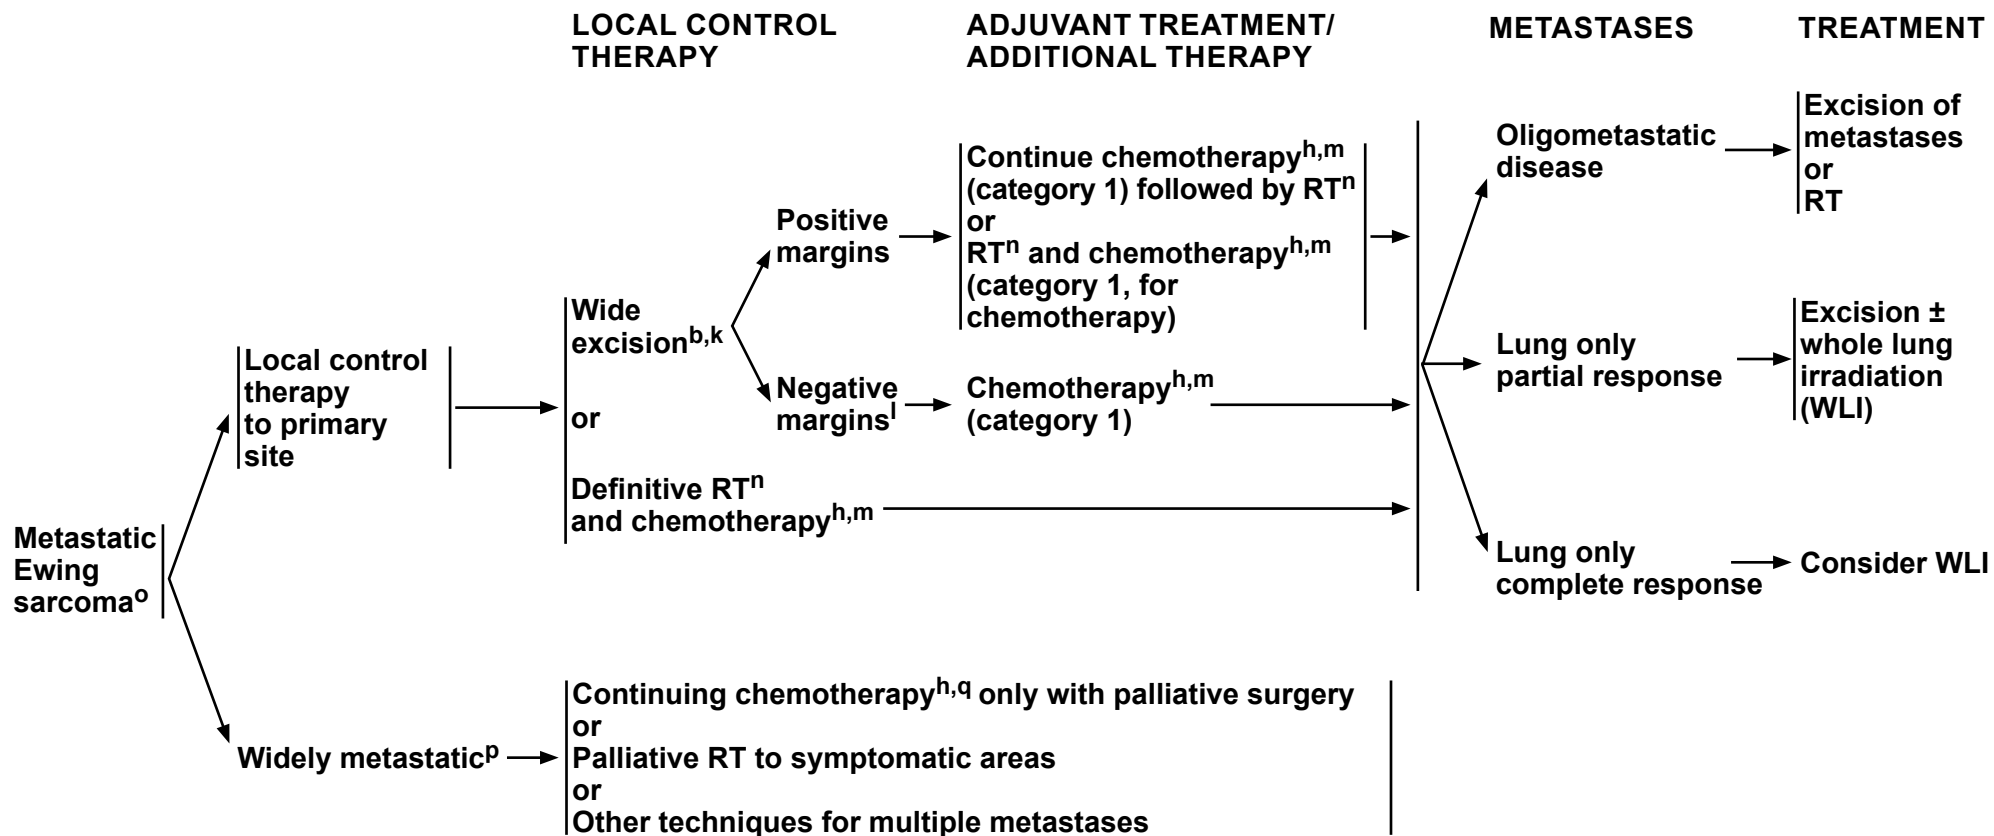 LOCAL CONTROL
THERAPY
ADJUVANT TREATMENT/
ADDITIONAL THERAPY
METASTASES
TREATMENT
Metastatic
Ewing
sarcomaᵒ
Local control
therapy
to primary
site
Wide
excisionᵇ,ᵏ
or
Definitive RTⁿ
and chemotherapyʰ,ᵐ
Positive
margins
Negative
marginsˡ
Continue chemotherapyʰ,ᵐ
(category 1) followed by RTⁿ
or
RTⁿ and chemotherapyʰ,ᵐ
(category 1, for
chemotherapy)
Chemotherapyʰ,ᵐ
(category 1)
Oligometastatic
disease
Excision of
metastases
or
RT
Lung only
partial response
Excision ±
whole lung
irradiation
(WLI)
Lung only
complete response
Consider WLI
Widely metastaticᵖ
Continuing chemotherapyʰ,q only with palliative surgery
or
Palliative RT to symptomatic areas
or
Other techniques for multiple metastases